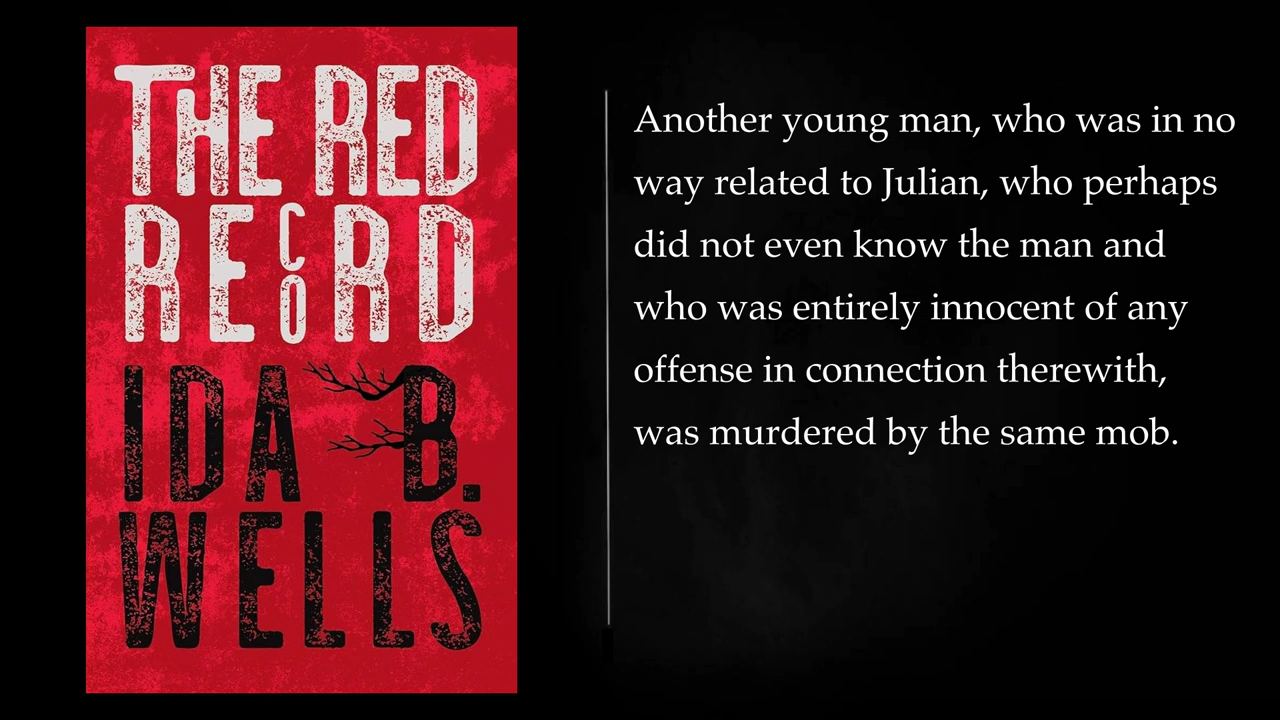 THE RED
RECORD
IDA B.
WELLS
Another young man, who was in no
way related to Julian, who perhaps
did not even know the man and
who was entirely innocent of any
offense in connection therewith,
was murdered by the same mob.